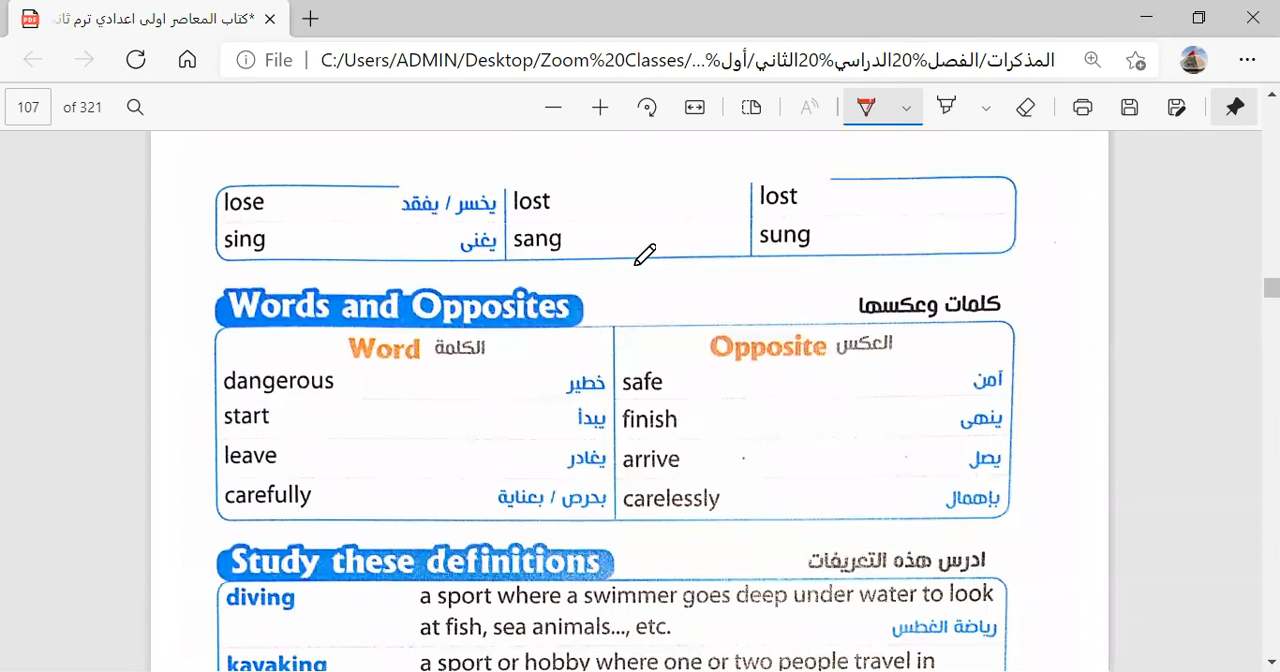 *كتاب المعاصر اولى اعدادي ترم ثان
File
C:/Users/ADMIN/Desktop/Zoom%20Classes/المذكرات/الفصل%20الدراسي%20الثاني/أول%...
107 of 321
lose يخسر / يفقد lost lost
sing يغنى sang sung
Words and Opposites كلمات وعكسها
Word الكلمة Opposite العكس
dangerous خطير safe آمن
start يبدأ finish ينهى
leave يغادر arrive يصل
carefully بحرص / بعناية carelessly بإهمال
Study these definitions ادرس هذه التعريفات
diving a sport where a swimmer goes deep under water to look
at fish, sea animals..., etc. رياضة الغطس
kayaking a sport or hobby where one or two people travel in